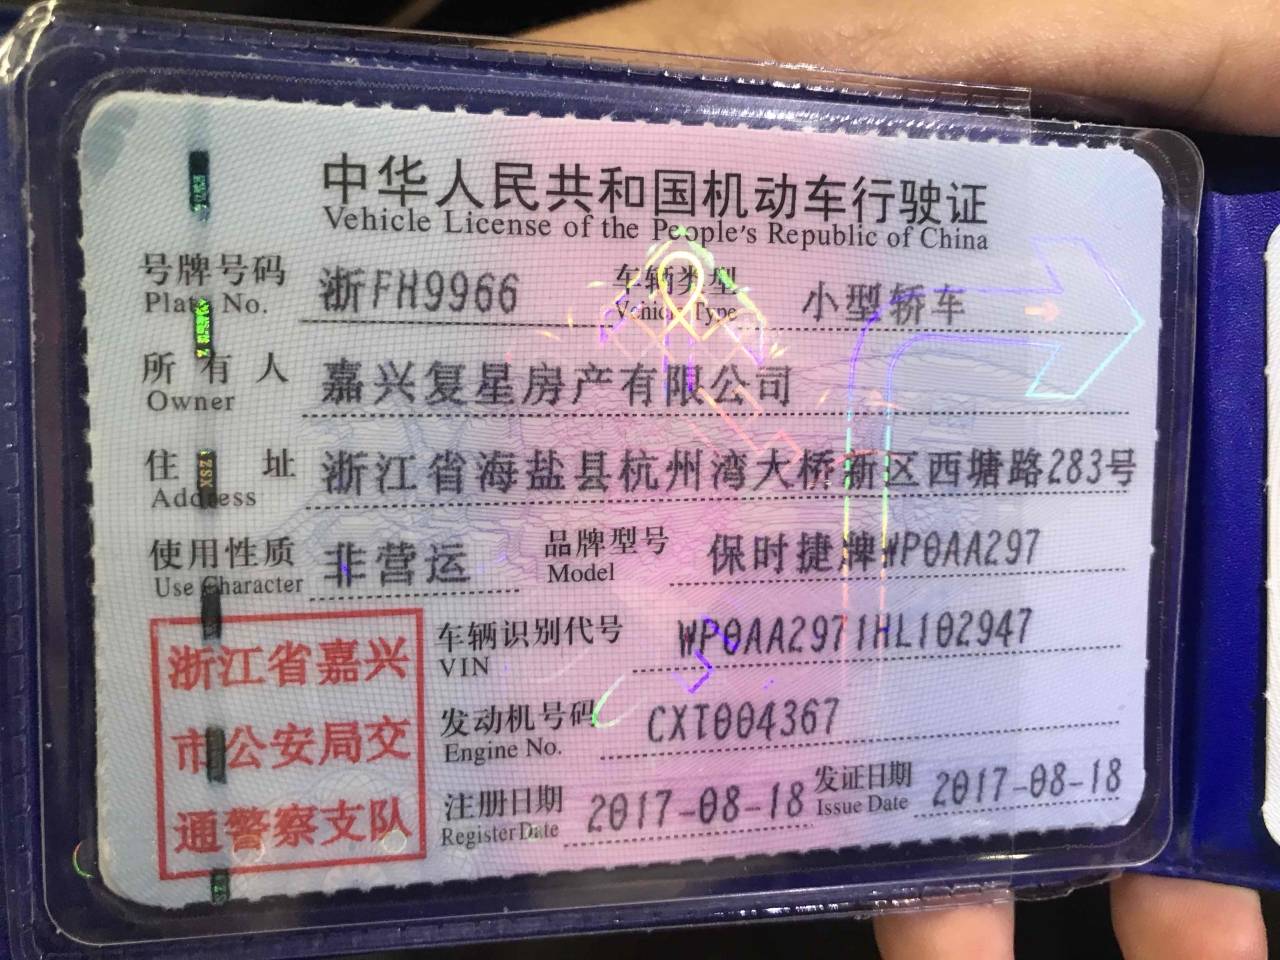 中华人民共和国机动车行驶证
Vehicle License of the People's Republic of China
号牌号码 浙FH9966 车辆类型 小型轿车
Plate No. Vehicle Type
所有人 嘉兴复星房产有限公司
Owner
住址 浙江省海盐县杭州湾大桥新区西塘路283号
Address
使用性质 非营运 品牌型号 保时捷牌WP0AA297
Use Character Model
浙江省嘉兴
市公安局交
通警察支队
车辆识别代号 WP0AA2971HL102947
VIN
发动机号码 CXT004367
Engine No.
注册日期 2017-08-18 发证日期 2017-08-18
Register Date Issue Date